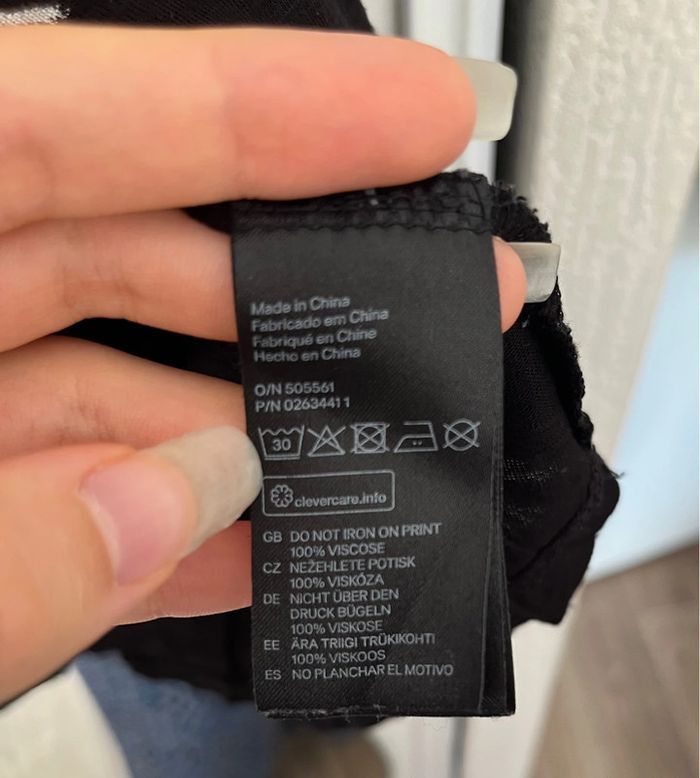 Made in China
Fabricado em China
Fabriqué en Chine
Hecho en China
O/N 505561
P/N 02634411
30
clevercare.info
GB DO NOT IRON ON PRINT
100% VISCOSE
CZ NEŽEHLETE POTISK
100% VISKÓZA
DE NICHT ÜBER DEN
DRUCK BÜGELN
100% VISKOSE
EE ÄRA TRIIGI TRÜKIKOHTI
100% VISKOOS
ES NO PLANCHAR EL MOTIVO